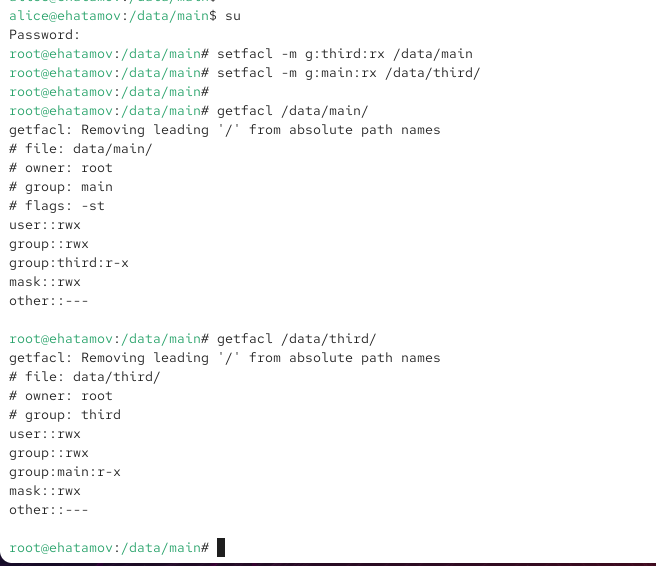 alice@ehatamov:/data/main$
alice@ehatamov:/data/main$ su
Password:
root@ehatamov:/data/main# setfacl -m g:third:rx /data/main
root@ehatamov:/data/main# setfacl -m g:main:rx /data/third/
root@ehatamov:/data/main#
root@ehatamov:/data/main# getfacl /data/main/
getfacl: Removing leading '/' from absolute path names
# file: data/main/
# owner: root
# group: main
# flags: -st
user::rwx
group::rwx
group:third:r-x
mask::rwx
other::---
root@ehatamov:/data/main# getfacl /data/third/
getfacl: Removing leading '/' from absolute path names
# file: data/third/
# owner: root
# group: third
user::rwx
group::rwx
group:main:r-x
mask::rwx
other::---
root@ehatamov:/data/main#